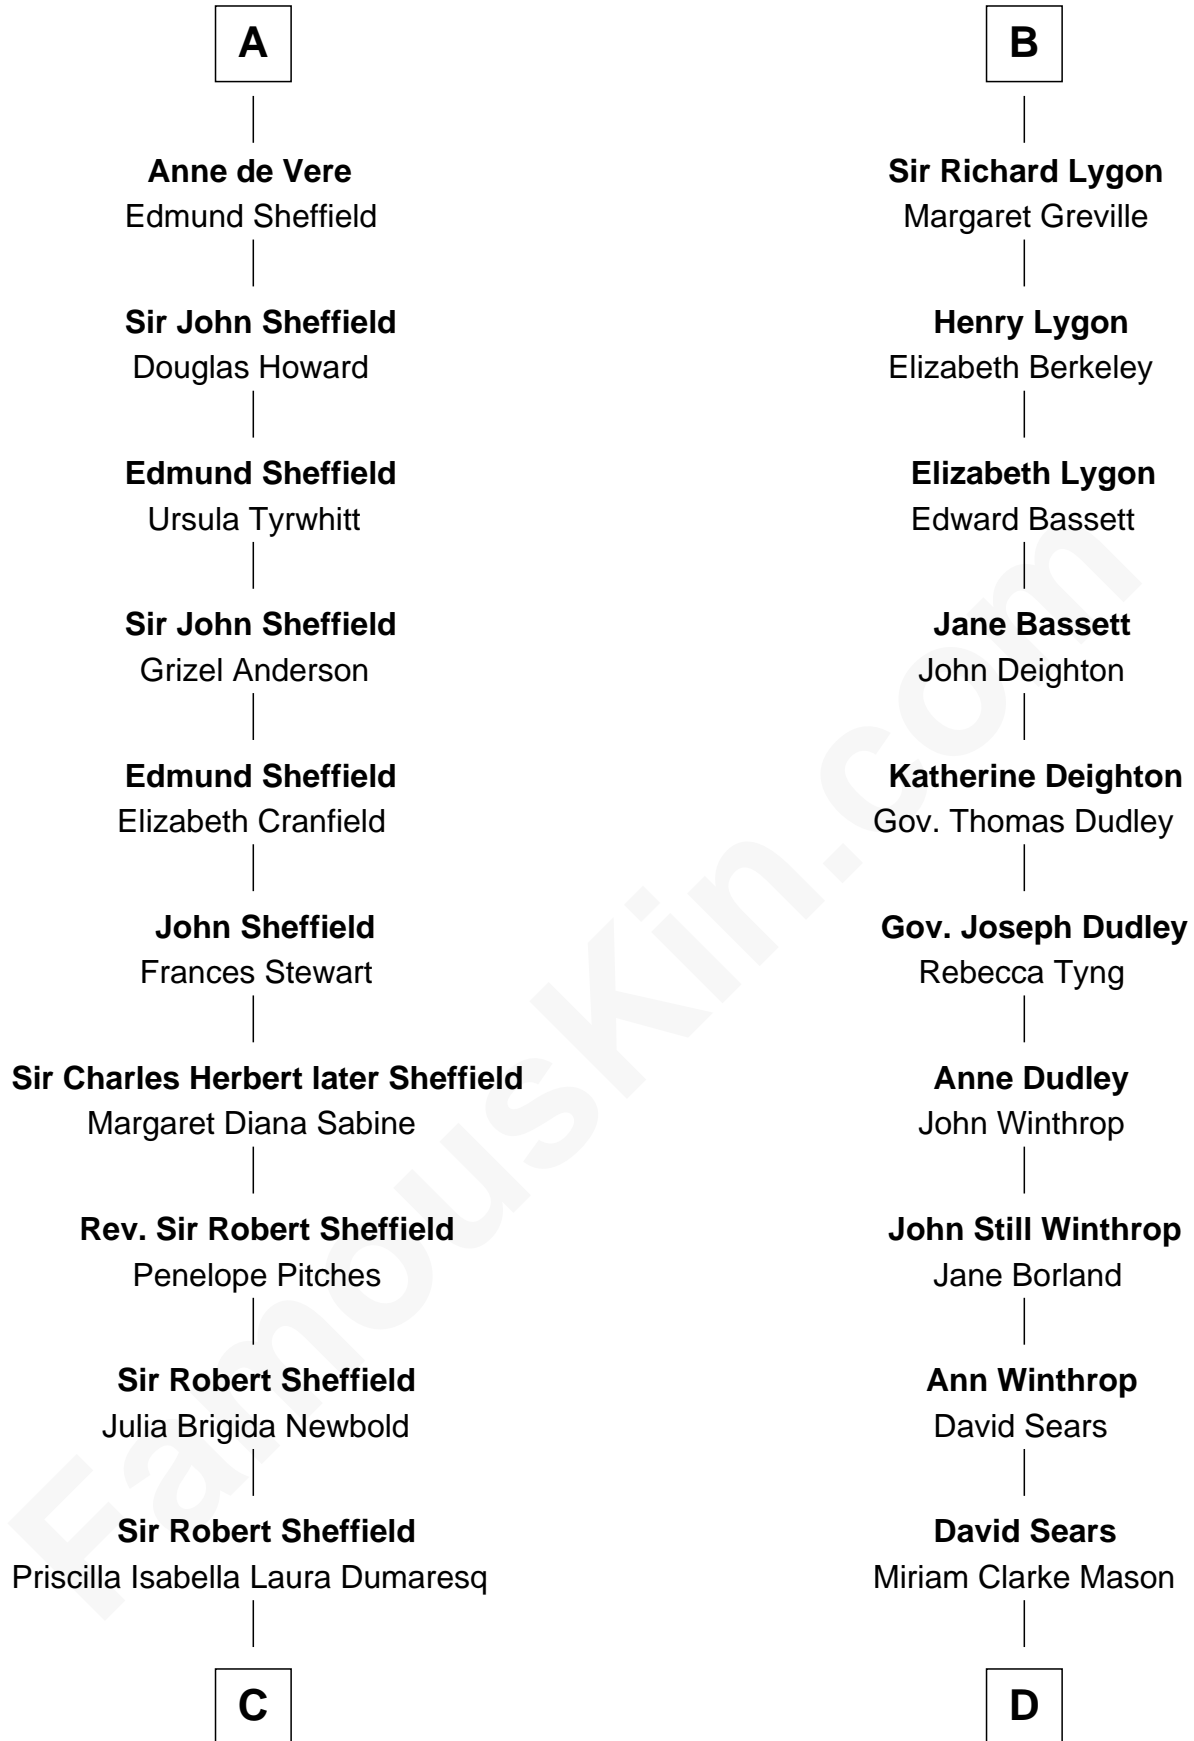 A
Anne de Vere
Edmund Sheffield
Sir John Sheffield
Douglas Howard
Edmund Sheffield
Ursula Tyrwhitt
Sir John Sheffield
Grizel Anderson
Edmund Sheffield
Elizabeth Cranfield
John Sheffield
Frances Stewart
Sir Charles Herbert later Sheffield
Margaret Diana Sabine
Rev. Sir Robert Sheffield
Penelope Pitches
Sir Robert Sheffield
Julia Brigida Newbold
Sir Robert Sheffield
Priscilla Isabella Laura Dumaresq
C
B
Sir Richard Lygon
Margaret Greville
Henry Lygon
Elizabeth Berkeley
Elizabeth Lygon
Edward Bassett
Jane Bassett
John Deighton
Katherine Deighton
Gov. Thomas Dudley
Gov. Joseph Dudley
Rebecca Tyng
Anne Dudley
John Winthrop
John Still Winthrop
Jane Borland
Ann Winthrop
David Sears
David Sears
Miriam Clarke Mason
D
FamousKin.com